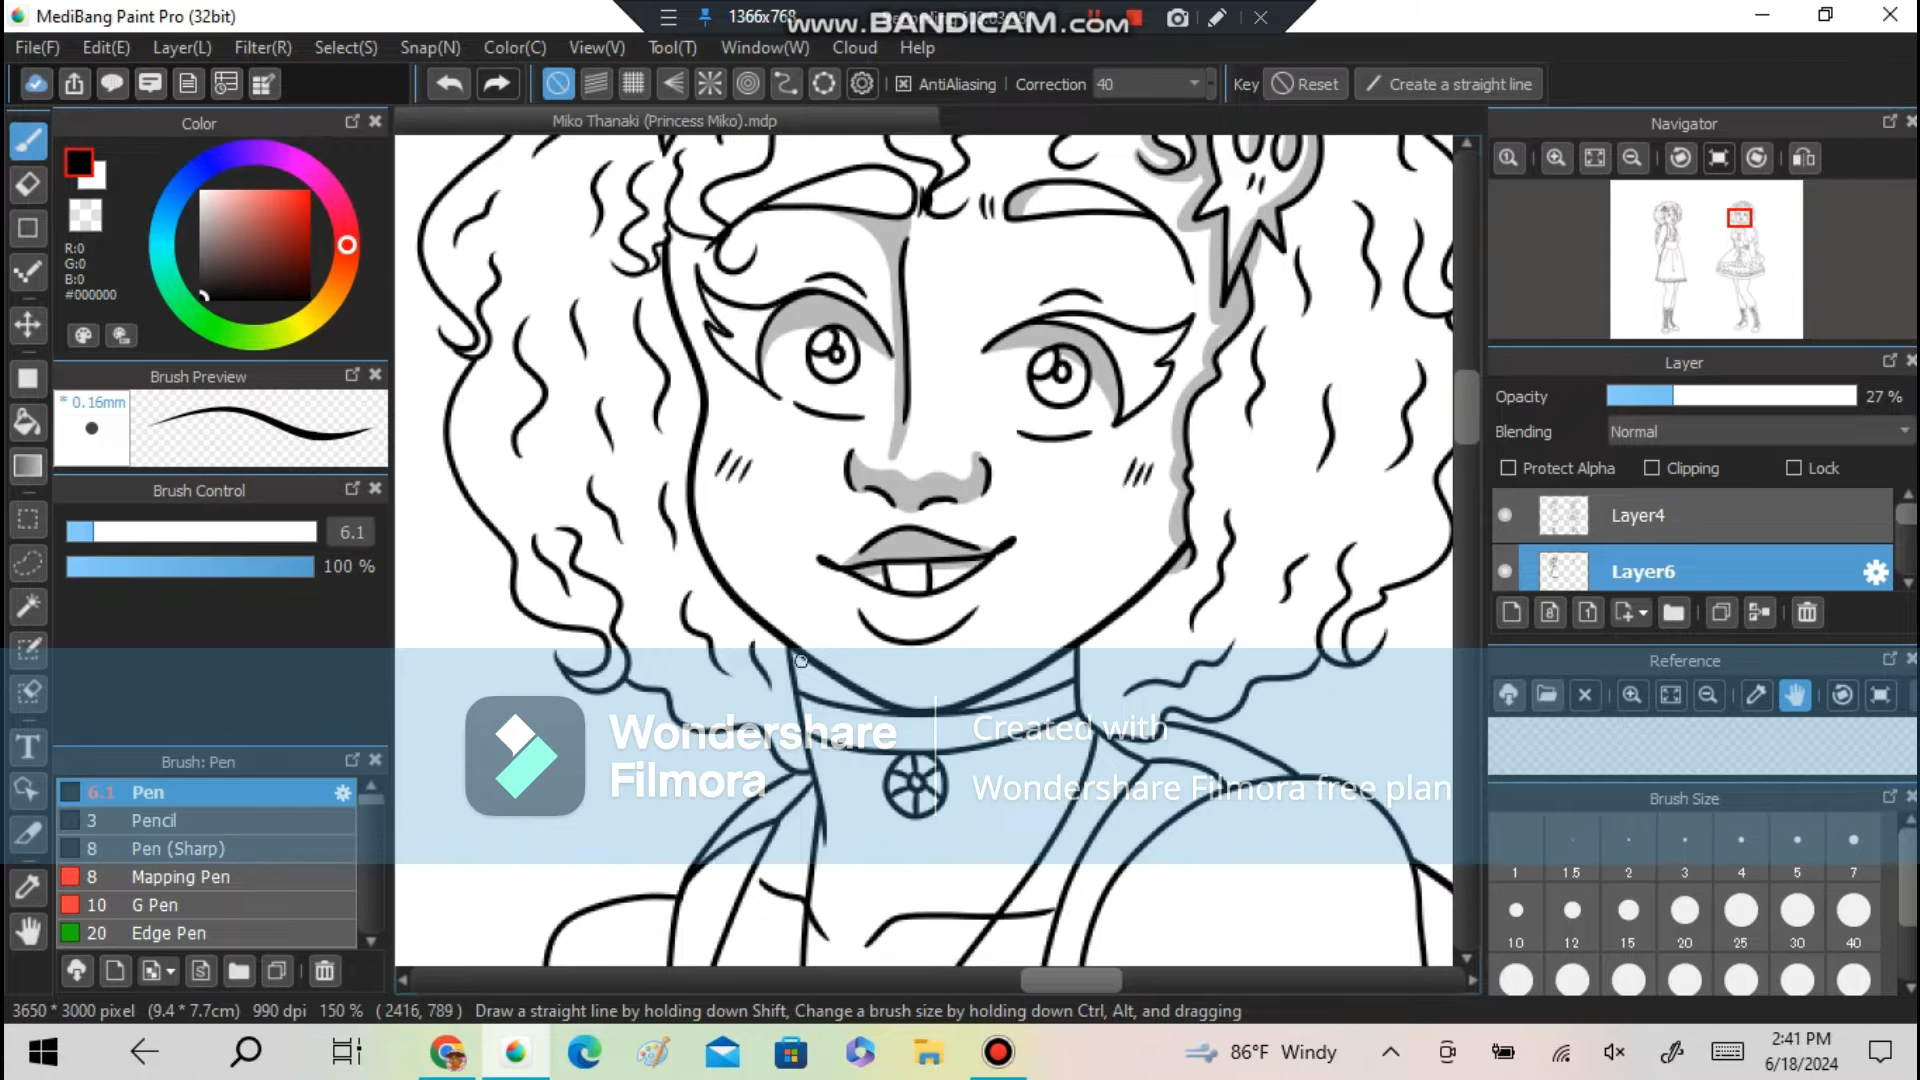 MediBang Paint Pro (32bit)
1366x768
www.BANDICAM.com
File(F) Edit(E) Layer(L) Filter(R) Select(S) Snap(N) Color(C) View(V) Tool(T) Window(W) Cloud Help
AntiAliasing Correction 40 Key Reset Create a straight line
Color
Miko Thanaki (Princess Miko).mdp
Navigator
R:0
G:0
B:0
#000000
Brush Preview
* 0.16mm
Brush Control
6.1
100 %
Layer
Opacity 27 %
Blending Normal
Protect Alpha Clipping Lock
Layer4
Layer6
Reference
Wondershare
Filmora
Created with
Wondershare Filmora free plan
Brush: Pen
6.1 Pen
3 Pencil
8 Pen (Sharp)
8 Mapping Pen
10 G Pen
20 Edge Pen
Brush Size
1 1.5 2 3 4 5 7
10 12 15 20 25 30 40
3650 * 3000 pixel (9.4 * 7.7cm) 990 dpi 150 % ( 2416, 789 ) Draw a straight line by holding down Shift, Change a brush size by holding down Ctrl, Alt, and dragging
86°F Windy
2:41 PM
6/18/2024